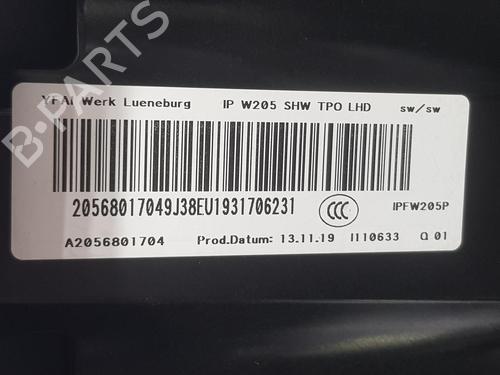 YFAI Werk Lueneburg IP W205 SHW TPO LHD sw/sw
20568017049J38EU1931706231 CCC IPFW205P
A2056801704 Prod.Datum: 13.11.19 I110633 Q 01
B-PARTS